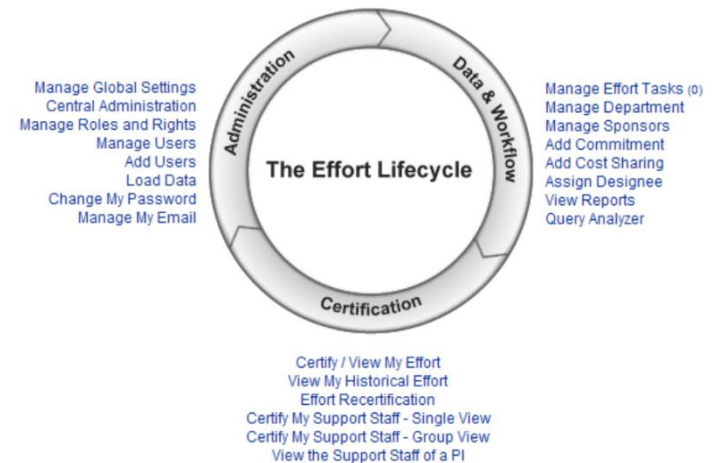 Administration
Data & Workflow
Certification
The Effort Lifecycle
Manage Global Settings
Central Administration
Manage Roles and Rights
Manage Users
Add Users
Load Data
Change My Password
Manage My Email
Manage Effort Tasks (0)
Manage Department
Manage Sponsors
Add Commitment
Add Cost Sharing
Assign Designee
View Reports
Query Analyzer
Certify / View My Effort
View My Historical Effort
Effort Recertification
Certify My Support Staff - Single View
Certify My Support Staff - Group View
View the Support Staff of a PI